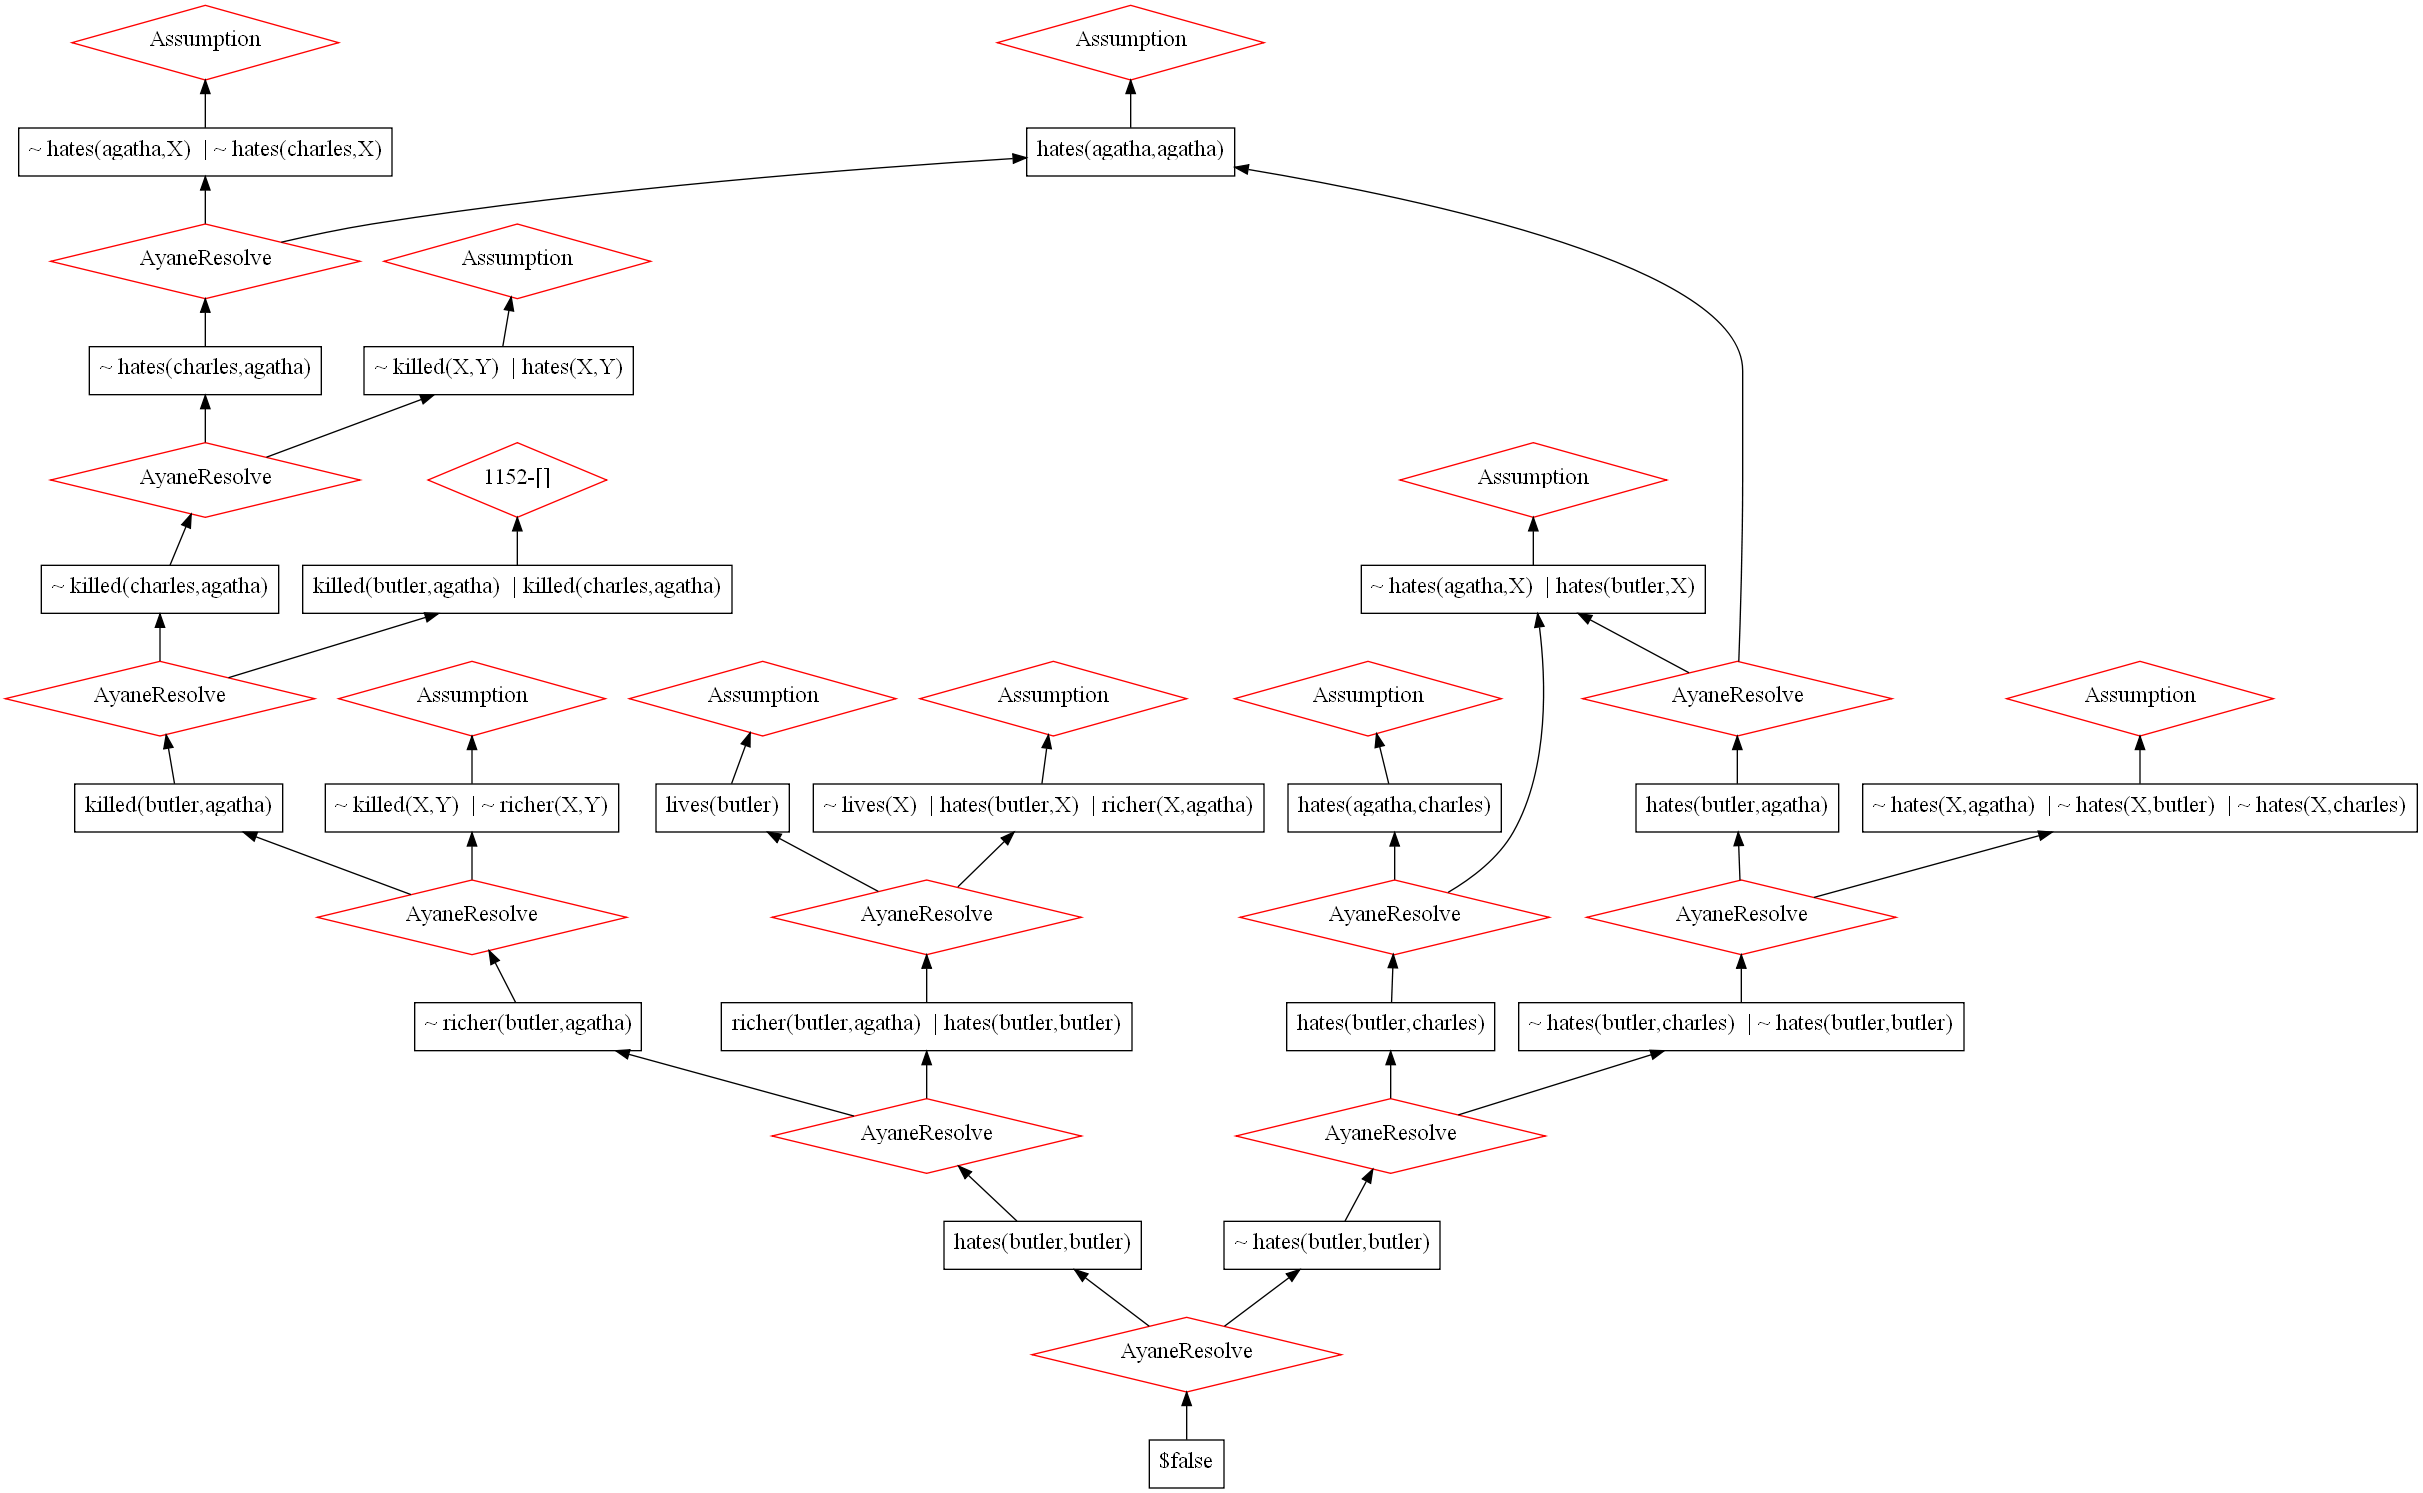 Assumption
Assumption
~ hates(agatha,X) | ~ hates(charles,X)
hates(agatha,agatha)
AyaneResolve
Assumption
~ hates(charles,agatha)
~ killed(X,Y) | hates(X,Y)
AyaneResolve
1152-[]
Assumption
~ killed(charles,agatha)
killed(butler,agatha) | killed(charles,agatha)
~ hates(agatha,X) | hates(butler,X)
AyaneResolve
Assumption
Assumption
Assumption
Assumption
AyaneResolve
Assumption
killed(butler,agatha)
~ killed(X,Y) | ~ richer(X,Y)
lives(butler)
~ lives(X) | hates(butler,X) | richer(X,agatha)
hates(agatha,charles)
hates(butler,agatha)
~ hates(X,agatha) | ~ hates(X,butler) | ~ hates(X,charles)
AyaneResolve
AyaneResolve
AyaneResolve
AyaneResolve
~ richer(butler,agatha)
richer(butler,agatha) | hates(butler,butler)
hates(butler,charles)
~ hates(butler,charles) | ~ hates(butler,butler)
AyaneResolve
AyaneResolve
hates(butler,butler)
~ hates(butler,butler)
AyaneResolve
$false